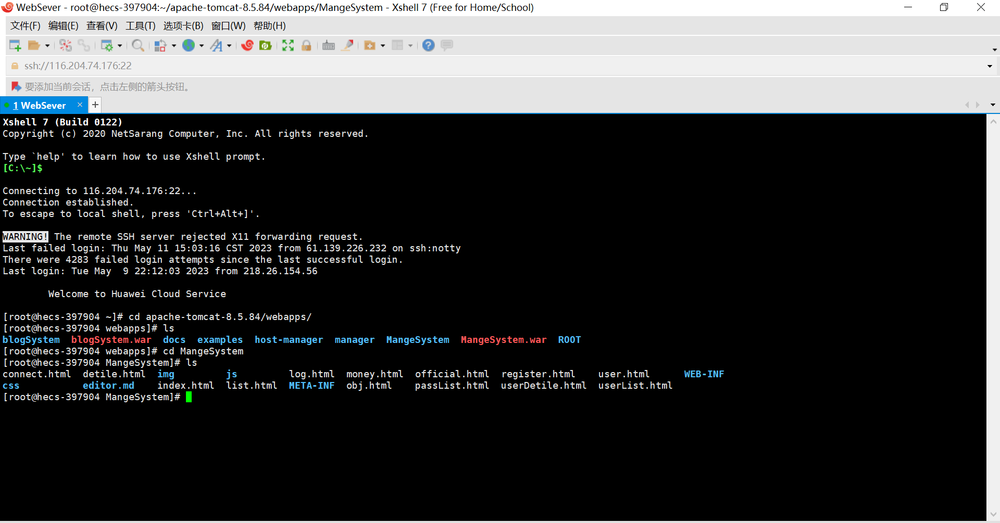 WebSever - root@hecs-397904:~/apache-tomcat-8.5.84/webapps/MangeSystem - Xshell 7 (Free for Home/School)
文件(F) 编辑(E) 查看(V) 工具(T) 选项卡(B) 窗口(W) 帮助(H)
ssh://116.204.74.176:22
要添加当前会话，点击左侧的箭头按钮。
1 WebSever × +
Xshell 7 (Build 0122)
Copyright (c) 2020 NetSarang Computer, Inc. All rights reserved.
Type `help' to learn how to use Xshell prompt.
[C:\~]$
Connecting to 116.204.74.176:22...
Connection established.
To escape to local shell, press 'Ctrl+Alt+]'.
WARNING! The remote SSH server rejected X11 forwarding request.
Last failed login: Thu May 11 15:03:16 CST 2023 from 61.139.226.232 on ssh:notty
There were 4283 failed login attempts since the last successful login.
Last login: Tue May  9 22:12:03 2023 from 218.26.154.56
Welcome to Huawei Cloud Service
[root@hecs-397904 ~]# cd apache-tomcat-8.5.84/webapps/
[root@hecs-397904 webapps]# ls
blogSystem  blogSystem.war  docs  examples  host-manager  manager  MangeSystem  MangeSystem.war  ROOT
[root@hecs-397904 webapps]# cd MangeSystem
[root@hecs-397904 MangeSystem]# ls
connect.html  detile.html  img  js  log.html  money.html  official.html  register.html  user.html  WEB-INF
css  editor.md  index.html  list.html  META-INF  obj.html  passList.html  userDetile.html  userList.html
[root@hecs-397904 MangeSystem]#